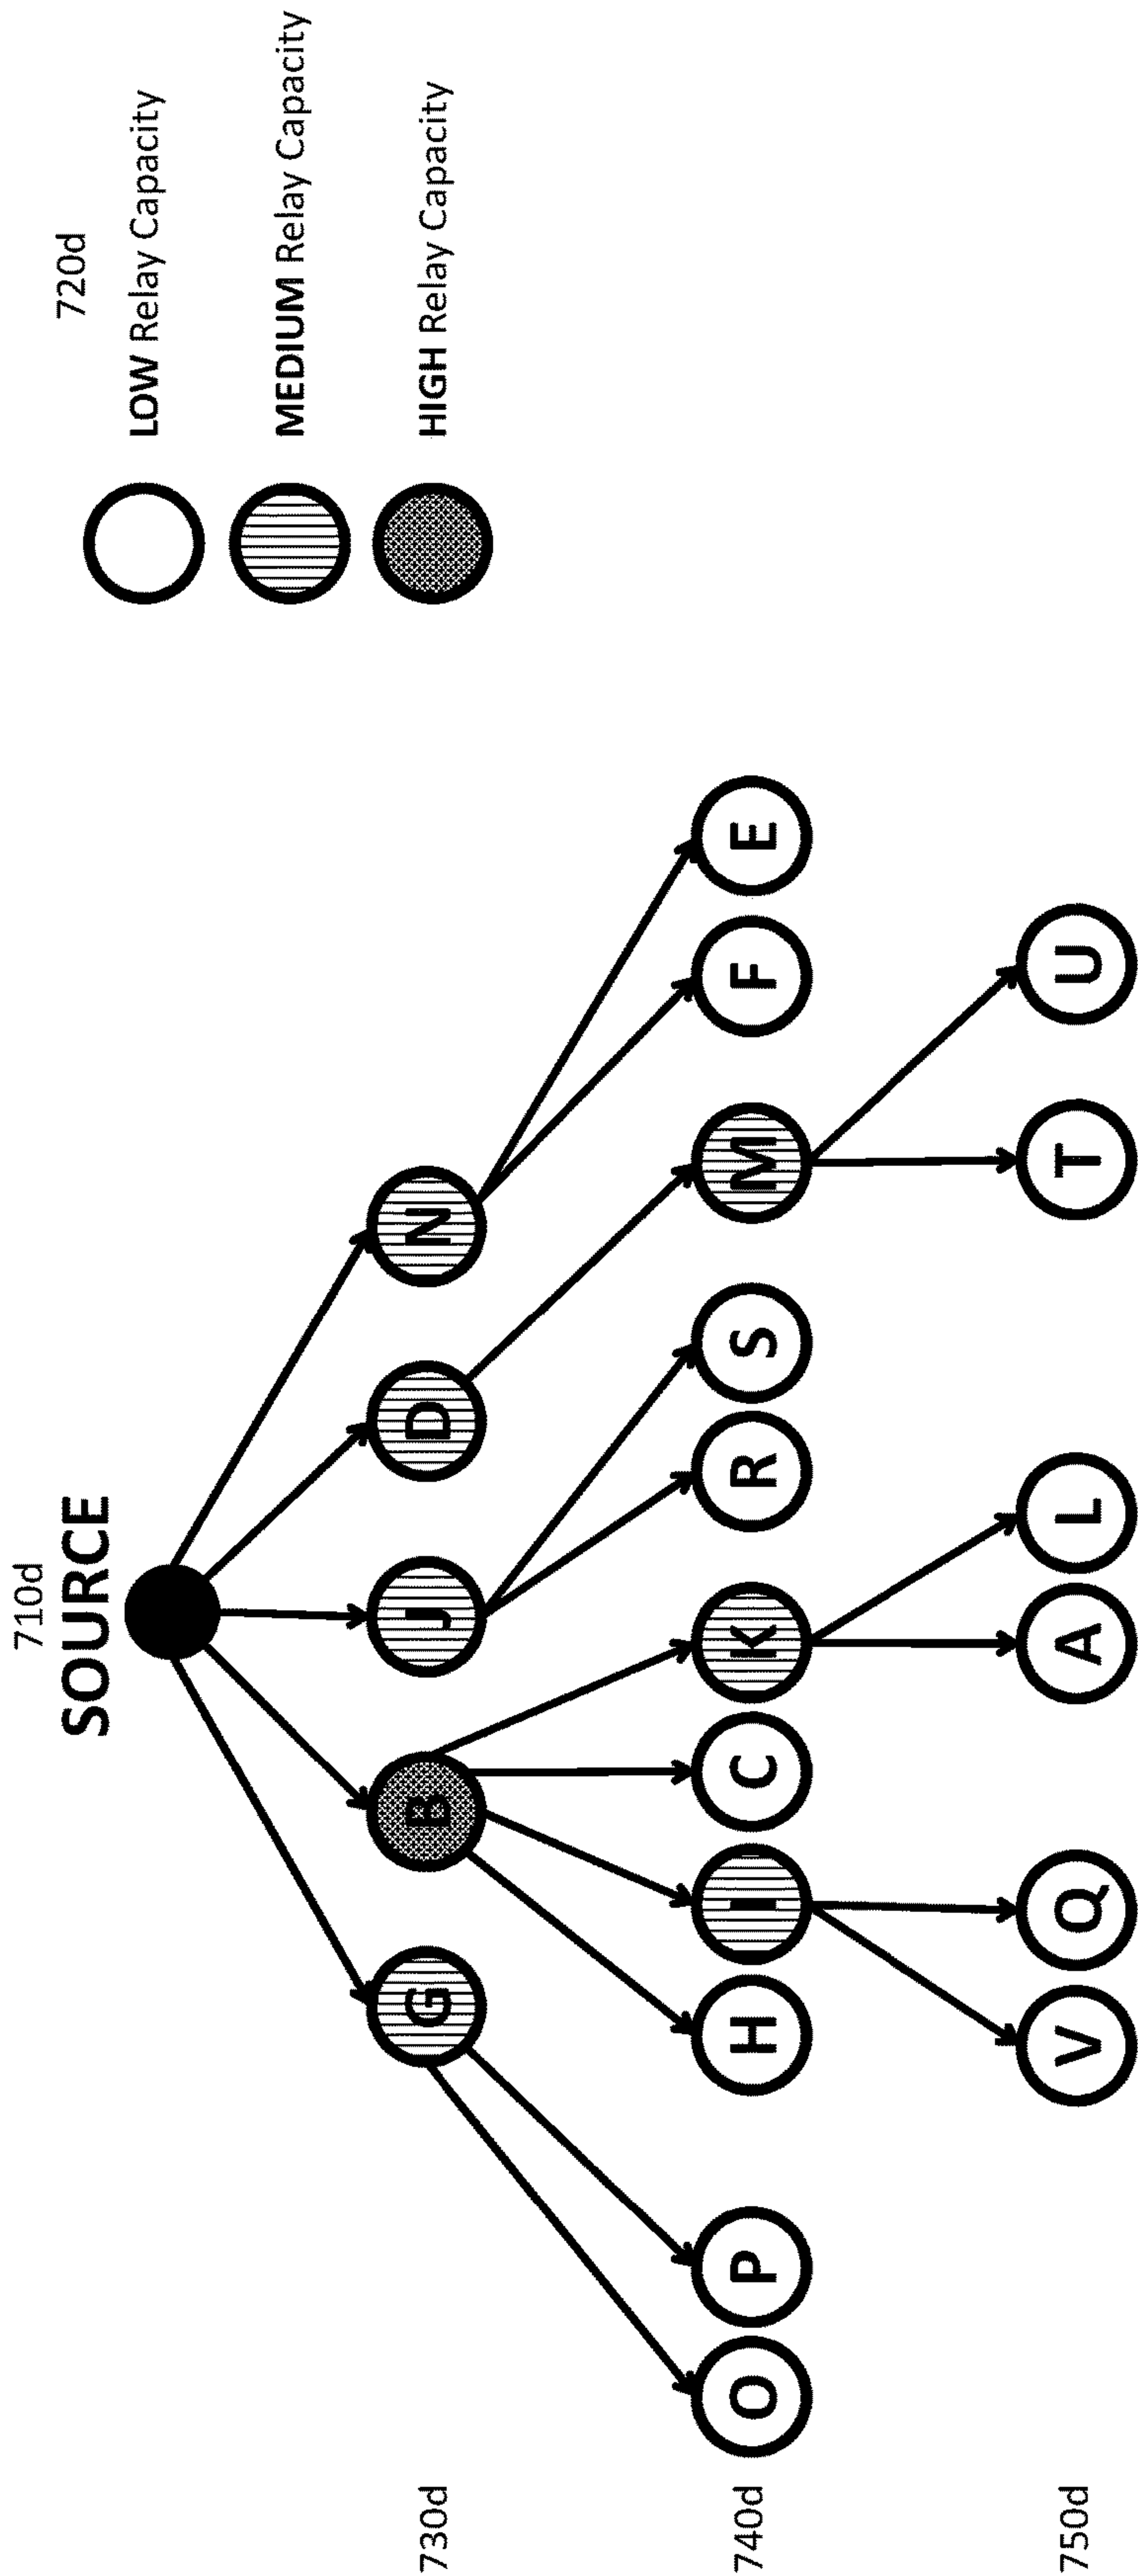 710d
SOURCE
720d
LOW Relay Capacity
MEDIUM Relay Capacity
HIGH Relay Capacity
730d
G B J D N
740d
O P H I C K R S M F E
750d
V Q A L T U